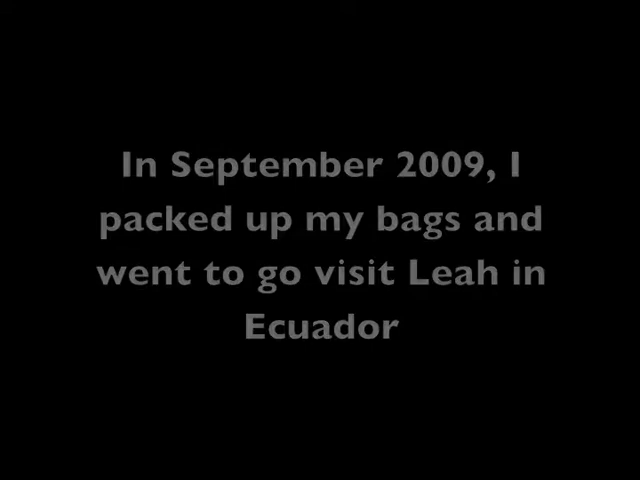 In September 2009, I
packed up my bags and
went to go visit Leah in
Ecuador